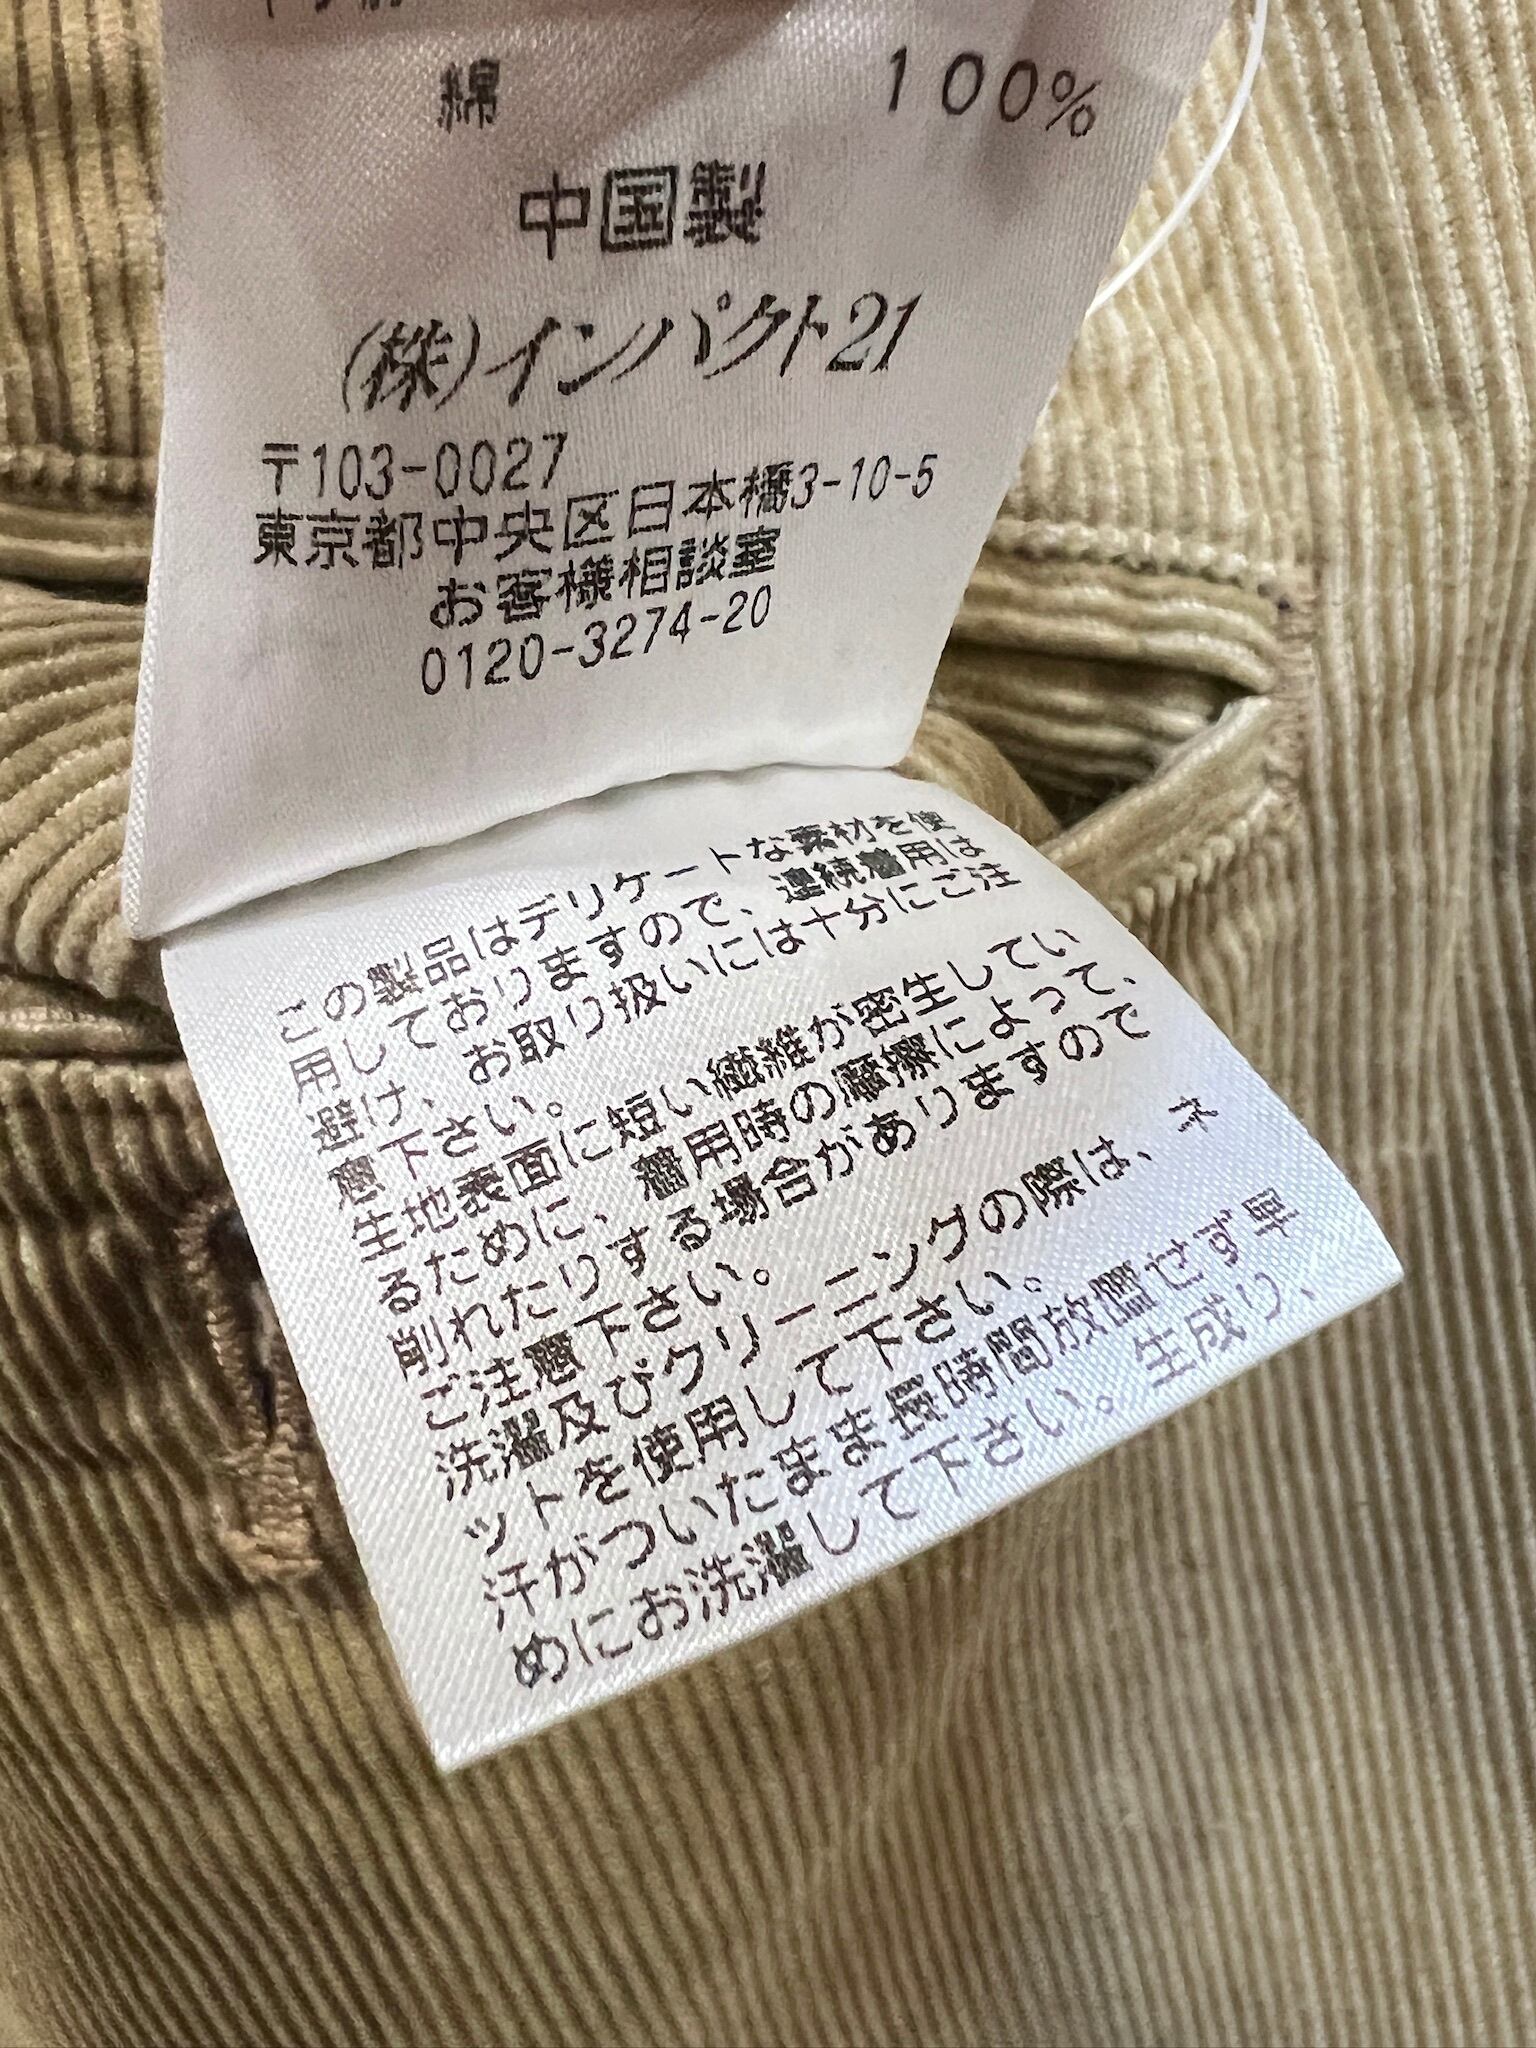 綿 100%
中国製
(株)インパクト21
〒103-0027
東京都中央区日本橋3-10-5
お客様相談室
0120-3274-20
この製品はデリケートな素材を使
用しておりますので、連続着用は
避け、お取り扱いには十分にご注
意下さい。
生地表面に短い繊維が密生してい
るために、着用時の摩擦によって、
削れたりする場合がありますので
ご注意下さい。
洗濯及びクリーニングの際は、ネ
ットを使用して下さい。
汗がついたまま長時間放置せず早
めにお洗濯して下さい。生成り、